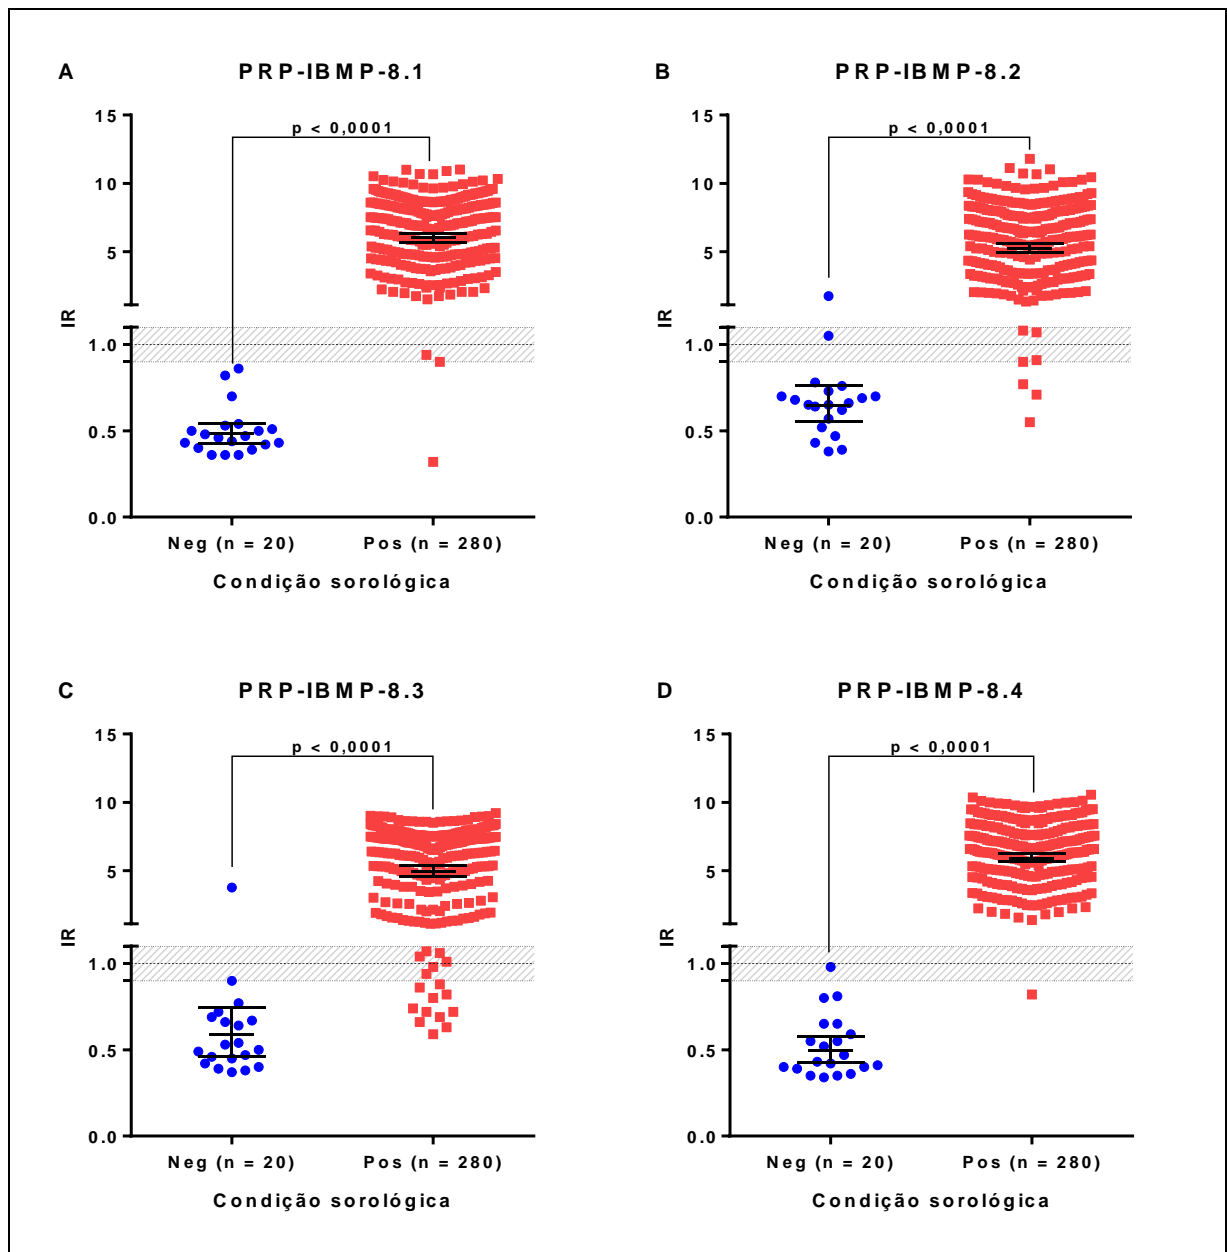 A
PRP-IBMP-8.1
15
p < 0,0001
10
5
IR
1.0
0.5
0.0
Neg (n = 20)
Pos (n = 280)
Condição sorológica
B
PRP-IBMP-8.2
15
p < 0,0001
10
5
IR
1.0
0.5
0.0
Neg (n = 20)
Pos (n = 280)
Condição sorológica
C
PRP-IBMP-8.3
15
p < 0,0001
10
5
IR
1.0
0.5
0.0
Neg (n = 20)
Pos (n = 280)
Condição sorológica
D
PRP-IBMP-8.4
15
p < 0,0001
10
5
IR
1.0
0.5
0.0
Neg (n = 20)
Pos (n = 280)
Condição sorológica